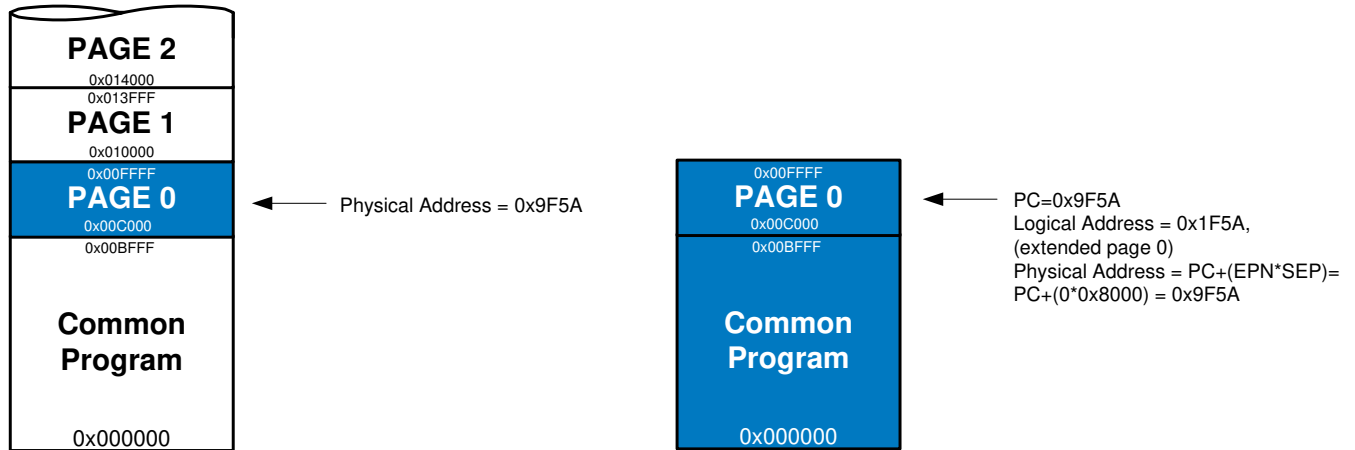 PAGE 2
0x014000
0x013FFF
PAGE 1
0x010000
0x00FFFF
PAGE 0
0x00C000
0x00BFFF
Common
Program
0x000000
Physical Address = 0x9F5A
0x00FFFF
PAGE 0
0x00C000
0x00BFFF
Common
Program
0x000000
PC=0x9F5A
Logical Address = 0x1F5A,
(extended page 0)
Physical Address = PC+(EPN*SEP)=
PC+(0*0x8000) = 0x9F5A